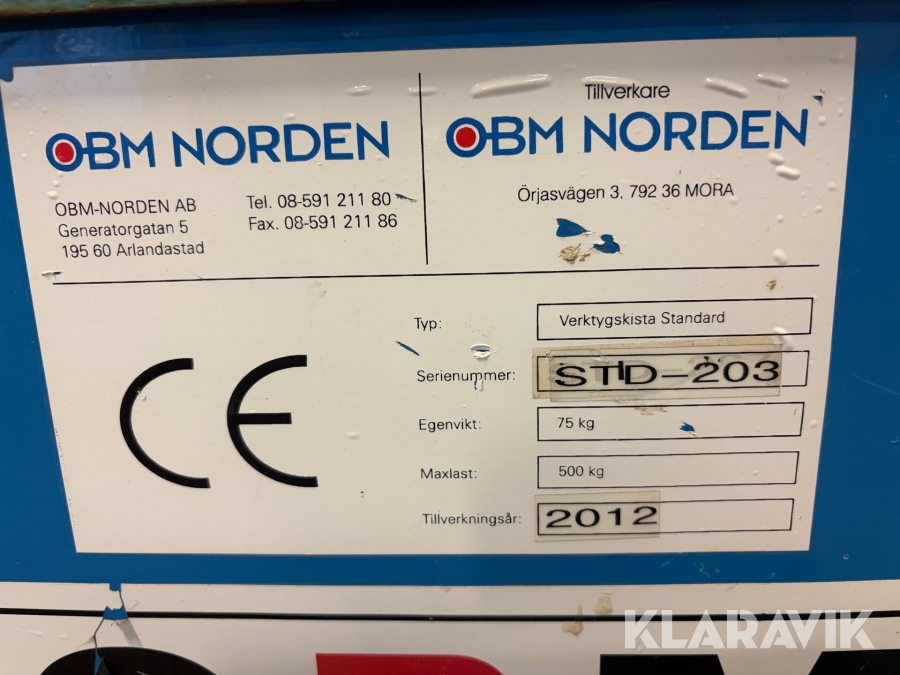 OBM NORDEN
OBM-NORDEN AB
Generatorgatan 5
195 60 Arlandastad
Tel. 08-591 211 80
Fax. 08-591 211 86
Tillverkare
OBM NORDEN
Örjasvägen 3, 792 36 MORA
CE
Typ: Verktygskista Standard
Serienummer: STD-203
Egenvikt: 75 kg
Maxlast: 500 kg
Tillverkningsår: 2012
KLARAVIK